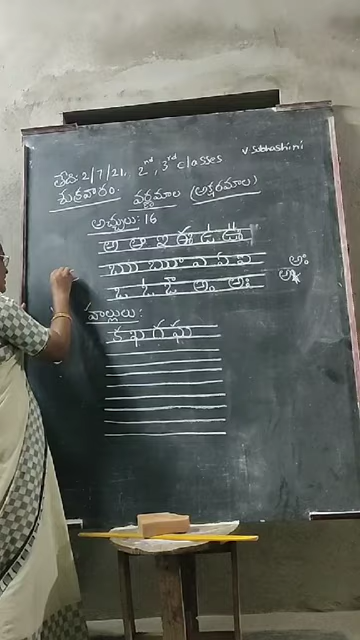 తేది: 2/7/21, 2nd, 3rd classes
V. Subhashini
శుక్రవారం. వర్ణమాల (అక్షరమాల)
అచ్చులు: 16
అ ఆ ఇ ఈ ఉ ఊ
ఋ ౠ ఎ ఏ ఐ
ఒ ఓ ఔ అం అః
అం
అః
హల్లులు:
క ఖ గ ఘ